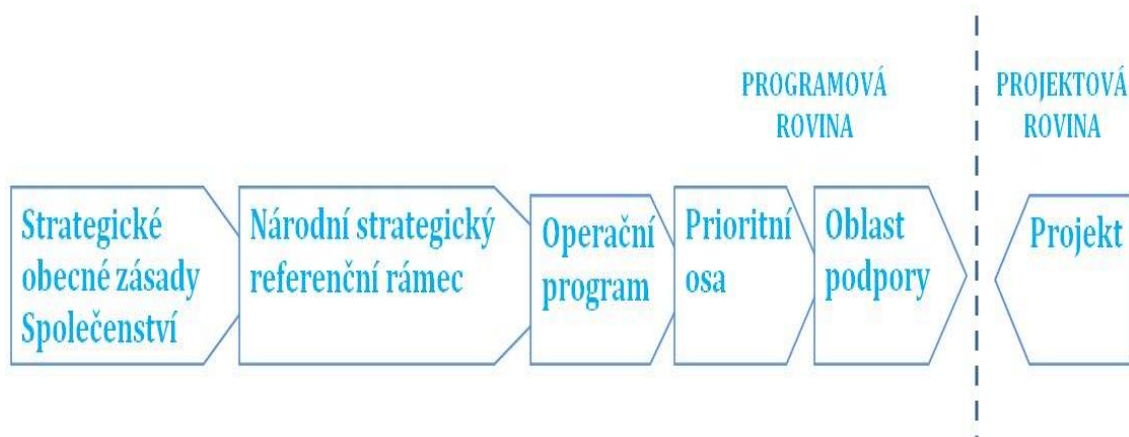 PROGRAMOVÁ
ROVINA
PROJEKTOVÁ
ROVINA
Strategické
obecné zásady
Společenství
Národní strategický
referenční rámec
Operační
program
Prioritní
osa
Oblast
podpory
Projekt